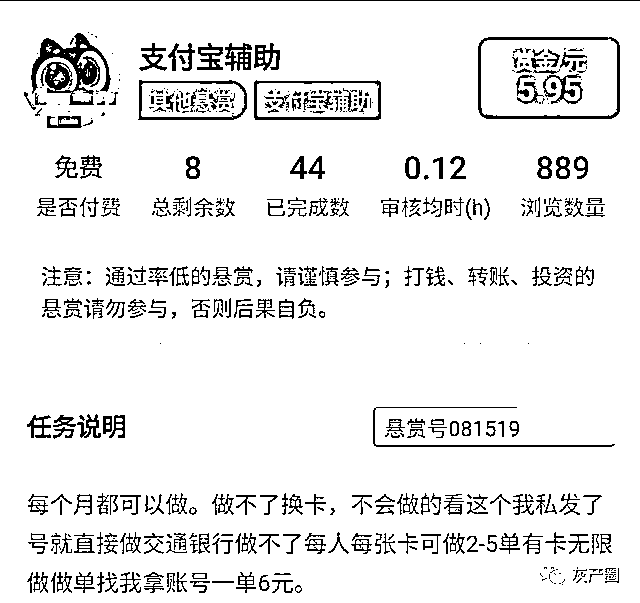 支付宝辅助
赏金/元
其他悬赏 支付宝辅助
5.95
免费 8 44 0.12 889
是否付费 总剩余数 已完成数 审核均时(h) 浏览数量
注意：通过率低的悬赏，请谨慎参与；打钱、转账、投资的
悬赏请勿参与，否则后果自负。
任务说明 悬赏号081519
每个月都可以做。做不了换卡，不会做的看这个我私发了
号就直接做交通银行做不了每人每张卡可做2-5单有卡无限
做做单找我拿账号一单6元。
灰产圈